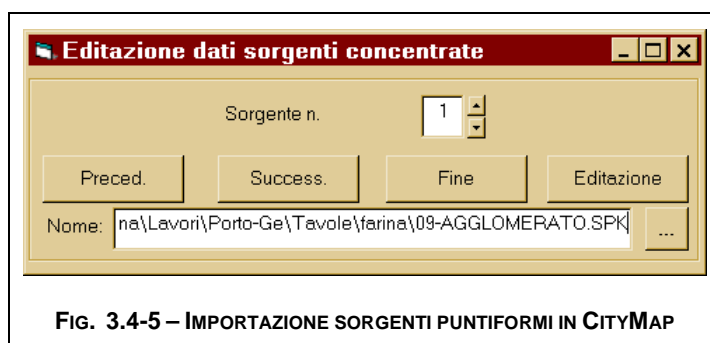 Editazione dati sorgenti concentrate
Sorgente n. 1
Preced. Success. Fine Editazione
Nome: na\Lavori\Porto-Ge\Tavole\farina\09-AGGLOMERATO.SPK ...
FIG. 3.4-5 – IMPORTAZIONE SORGENTI PUNTIFORMI IN CITYMAP